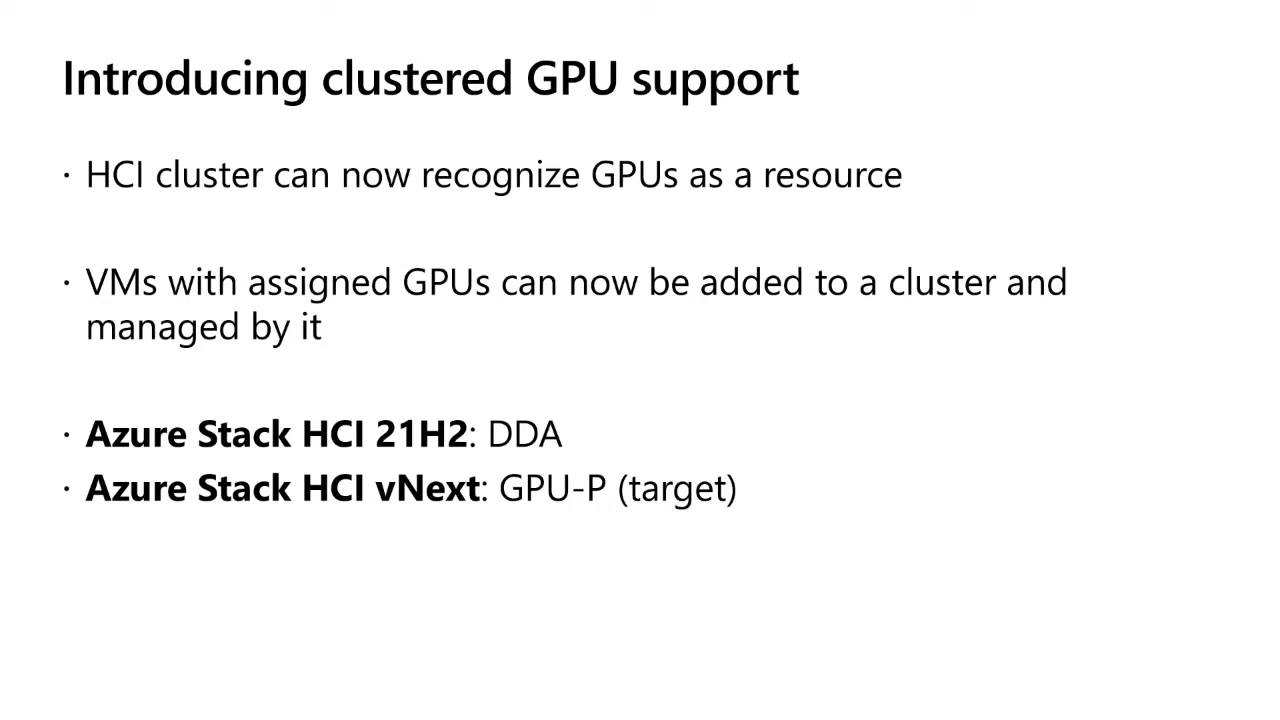 Introducing clustered GPU support
· HCI cluster can now recognize GPUs as a resource
· VMs with assigned GPUs can now be added to a cluster and
managed by it
· Azure Stack HCI 21H2: DDA
· Azure Stack HCI vNext: GPU-P (target)